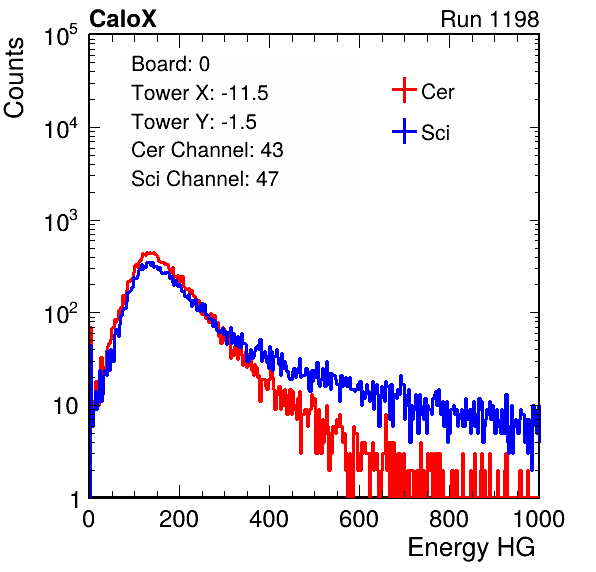 CaloX Run 1198
Counts
Board: 0
Tower X: -11.5
Tower Y: -1.5
Cer Channel: 43
Sci Channel: 47
Cer
Sci
10^5
10^4
10^3
10^2
10
1
0 200 400 600 800 1000
Energy HG